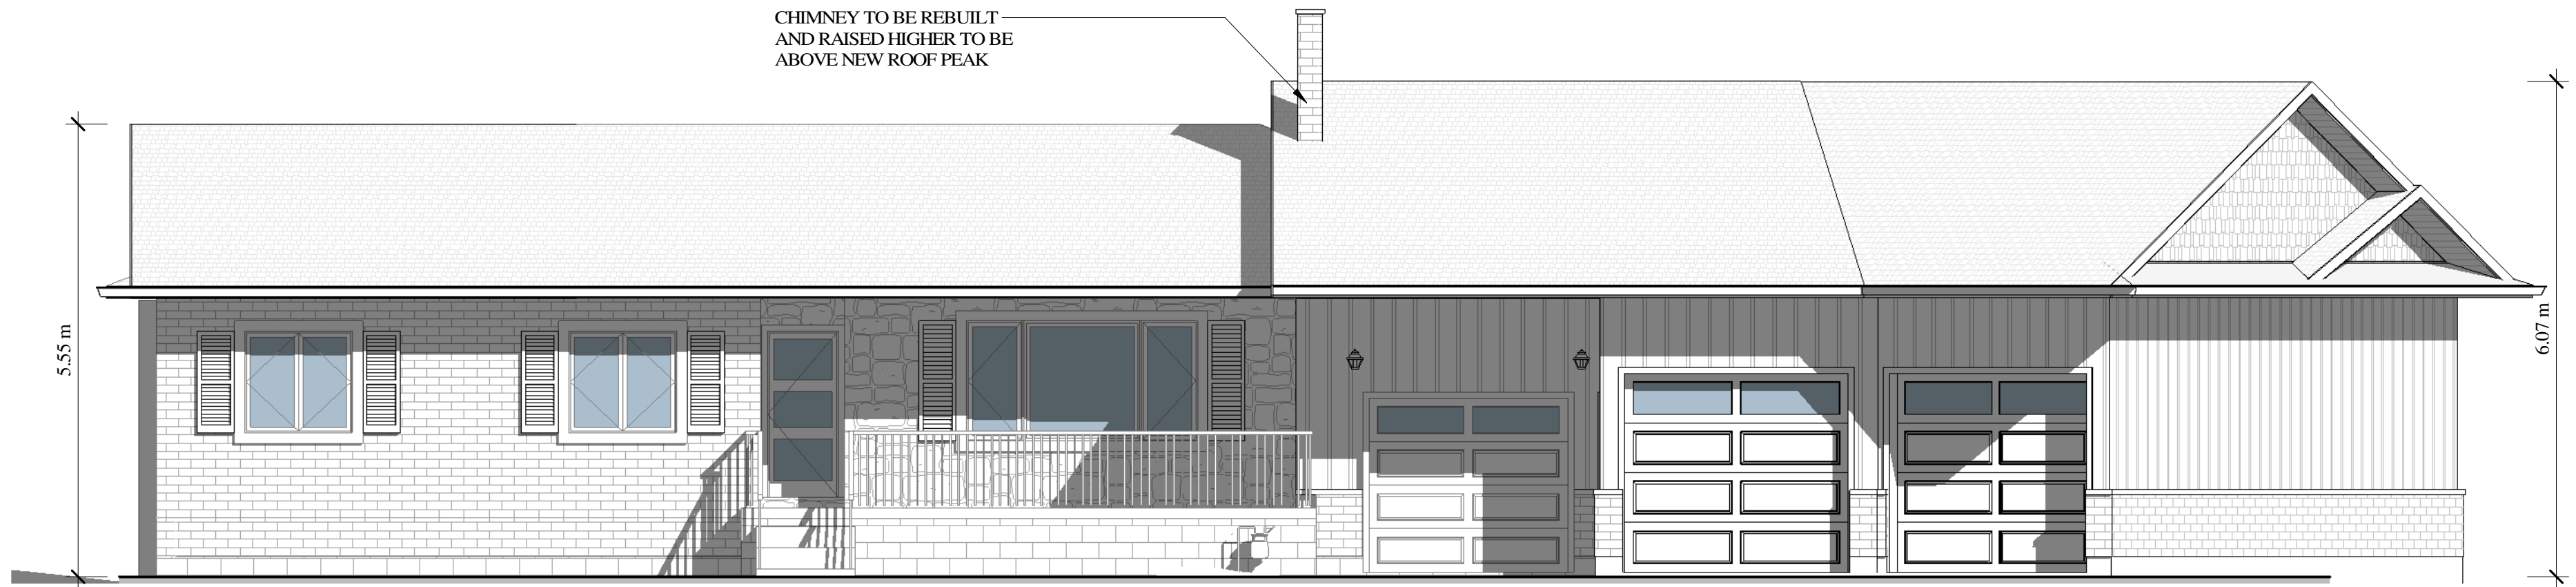 CHIMNEY TO BE REBUILT
AND RAISED HIGHER TO BE
ABOVE NEW ROOF PEAK
5.55 m
6.07 m